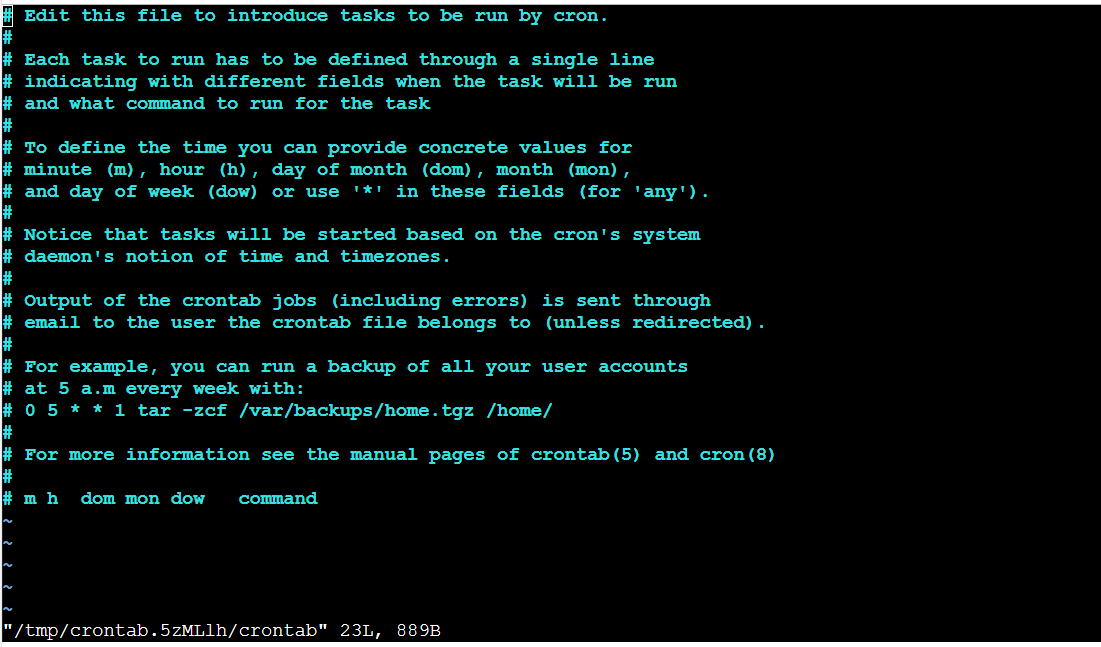 # Edit this file to introduce tasks to be run by cron.
#
# Each task to run has to be defined through a single line
# indicating with different fields when the task will be run
# and what command to run for the task
#
# To define the time you can provide concrete values for
# minute (m), hour (h), day of month (dom), month (mon),
# and day of week (dow) or use '*' in these fields (for 'any').
#
# Notice that tasks will be started based on the cron's system
# daemon's notion of time and timezones.
#
# Output of the crontab jobs (including errors) is sent through
# email to the user the crontab file belongs to (unless redirected).
#
# For example, you can run a backup of all your user accounts
# at 5 a.m every week with:
# 0 5 * * 1 tar -zcf /var/backups/home.tgz /home/
#
# For more information see the manual pages of crontab(5) and cron(8)
#
# m h  dom mon dow   command
~
~
~
~
~
"/tmp/crontab.5zML1h/crontab" 23L, 889B